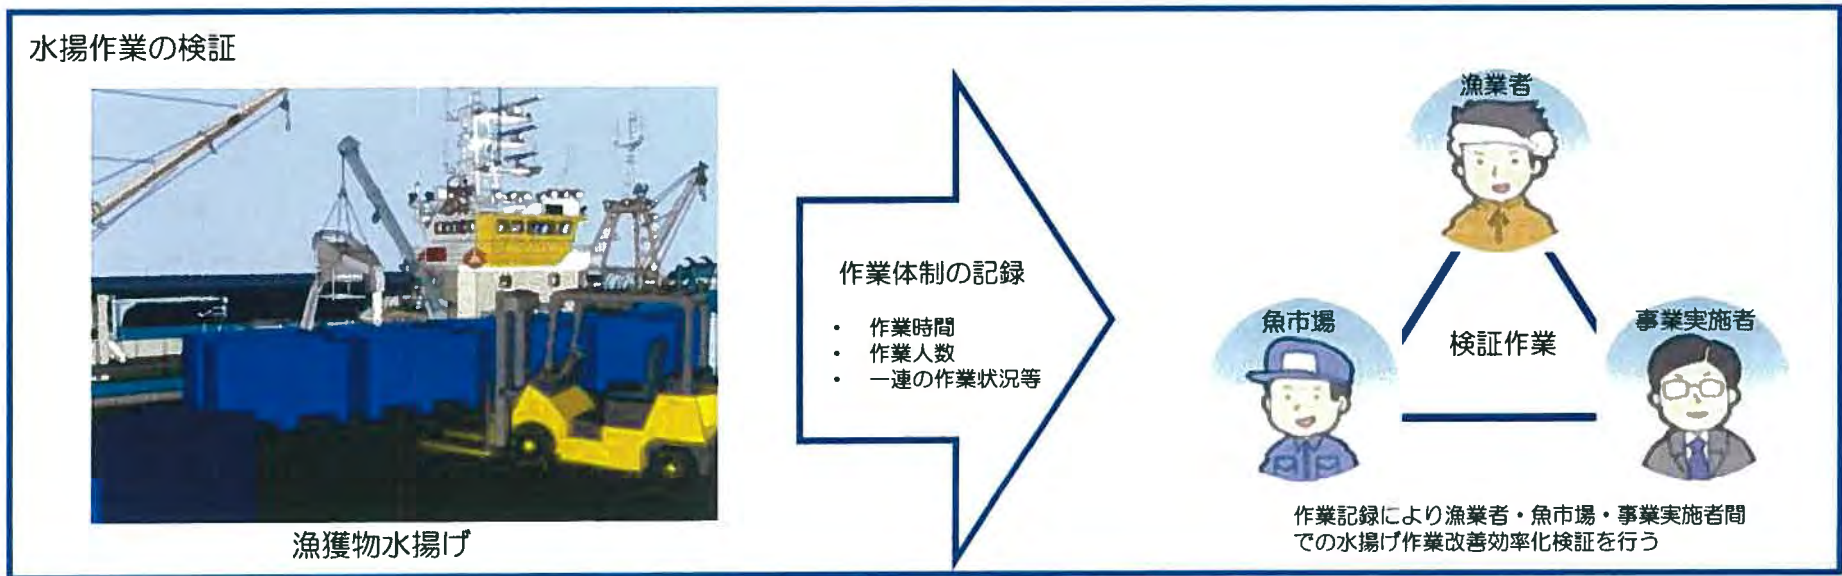 水揚作業の検証
漁獲物水揚げ
作業体制の記録
・ 作業時間
・ 作業人数
・ 一連の作業状況等
漁業者
魚市場
事業実施者
検証作業
作業記録により漁業者・魚市場・事業実施者間
での水揚げ作業改善効率化検証を行う